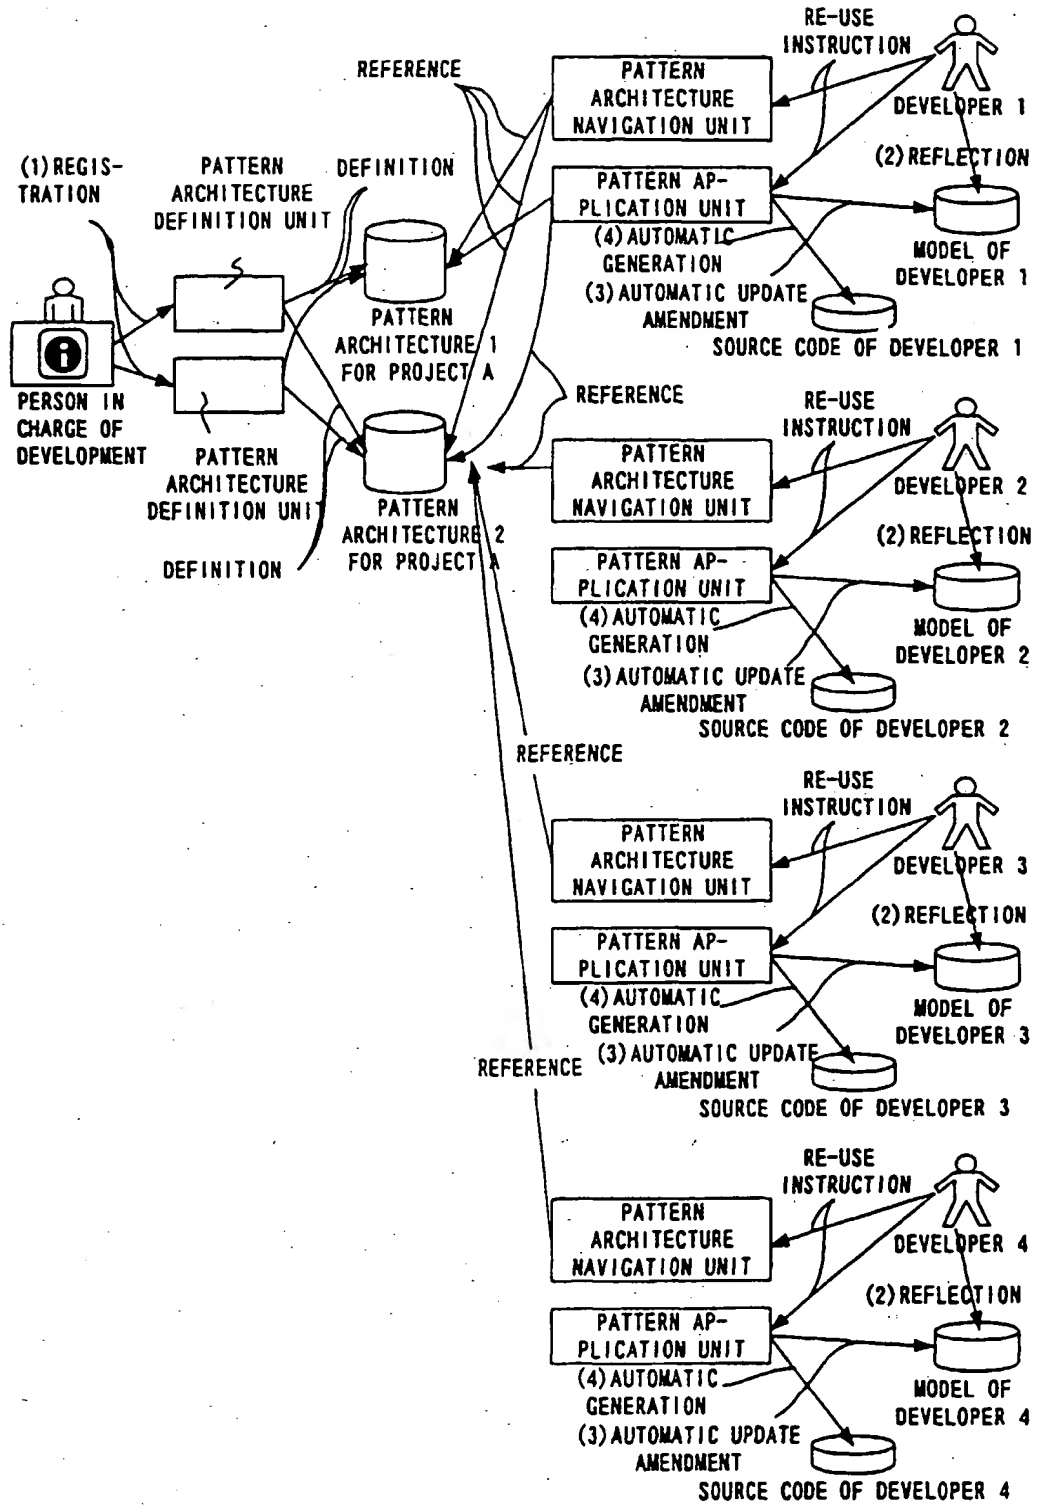 RE-USE
INSTRUCTION
REFERENCE
PATTERN
ARCHITECTURE
NAVIGATION UNIT
DEVELOPER 1
(1)REGIS-
TRATION
PATTERN
ARCHITECTURE
DEFINITION UNIT
DEFINITION
(2)REFLECTION
PATTERN AP-
PLICATION UNIT
(4)AUTOMATIC
GENERATION
MODEL OF
DEVELOPER 1
(3)AUTOMATIC UPDATE
AMENDMENT
SOURCE CODE OF DEVELOPER 1
PATTERN
ARCHITECTURE 1
FOR PROJECT A
i
PERSON IN
CHARGE OF
DEVELOPMENT
PATTERN
ARCHITECTURE
DEFINITION UNIT
DEFINITION
PATTERN
ARCHITECTURE 2
FOR PROJECT A
REFERENCE
RE-USE
INSTRUCTION
PATTERN
ARCHITECTURE
NAVIGATION UNIT
DEVELOPER 2
(2)REFLECTION
PATTERN AP-
PLICATION UNIT
(4)AUTOMATIC
GENERATION
MODEL OF
DEVELOPER 2
(3)AUTOMATIC UPDATE
AMENDMENT
SOURCE CODE OF DEVELOPER 2
REFERENCE
RE-USE
INSTRUCTION
PATTERN
ARCHITECTURE
NAVIGATION UNIT
DEVELOPER 3
(2)REFLECTION
PATTERN AP-
PLICATION UNIT
(4)AUTOMATIC
GENERATION
MODEL OF
DEVELOPER 3
(3)AUTOMATIC UPDATE
AMENDMENT
SOURCE CODE OF DEVELOPER 3
REFERENCE
RE-USE
INSTRUCTION
PATTERN
ARCHITECTURE
NAVIGATION UNIT
DEVELOPER 4
(2)REFLECTION
PATTERN AP-
PLICATION UNIT
(4)AUTOMATIC
GENERATION
MODEL OF
DEVELOPER 4
(3)AUTOMATIC UPDATE
AMENDMENT
SOURCE CODE OF DEVELOPER 4